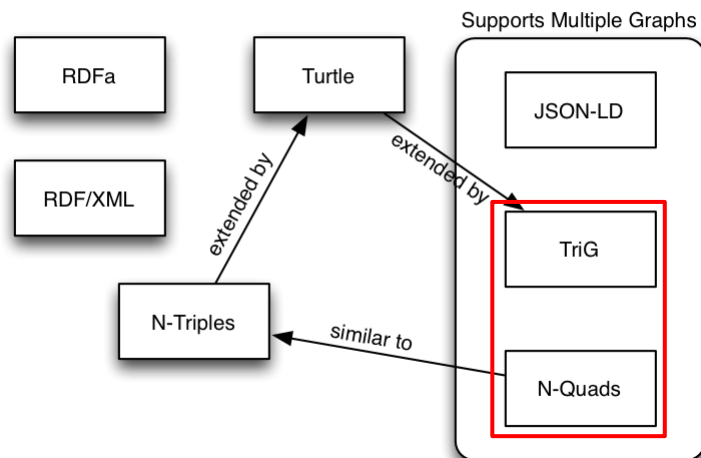 Supports Multiple Graphs
RDFa
Turtle
JSON-LD
extended by
extended by
RDF/XML
TriG
N-Triples
similar to
N-Quads